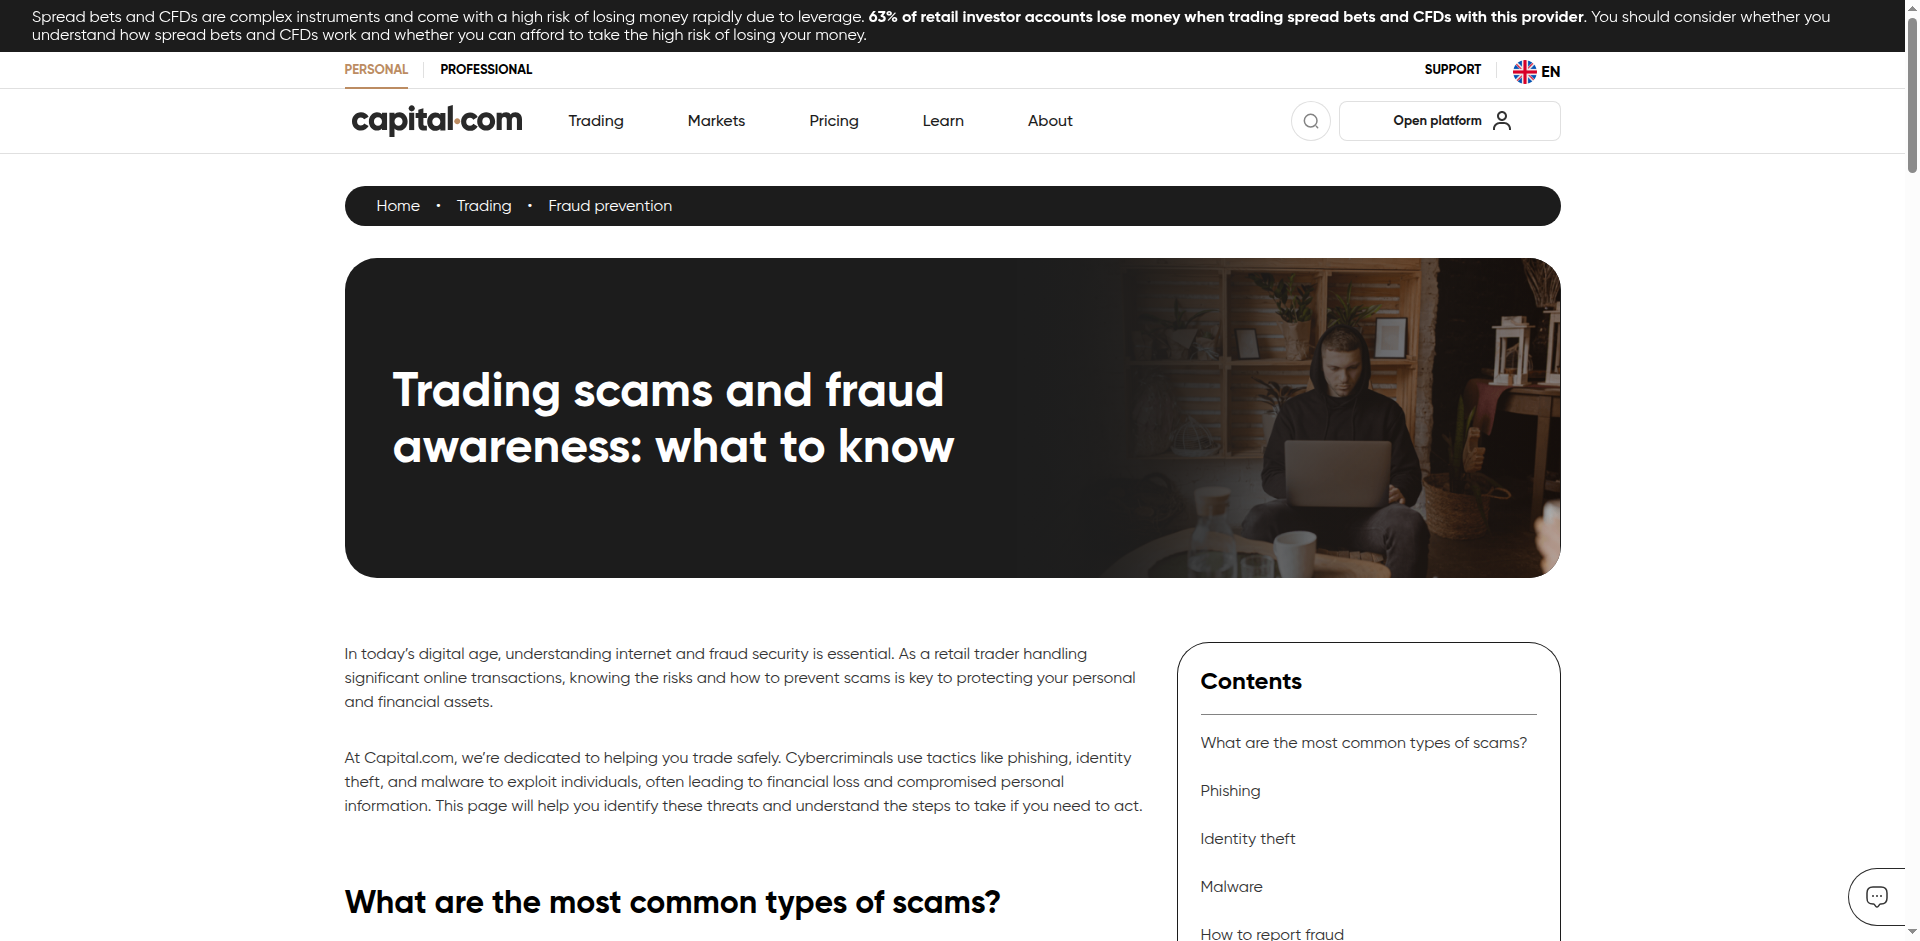 Spread bets and CFDs are complex instruments and come with a high risk of losing money rapidly due to leverage. 63% of retail investor accounts lose money when trading spread bets and CFDs with this provider. You should consider whether you
understand how spread bets and CFDs work and whether you can afford to take the high risk of losing your money.
PERSONAL PROFESSIONAL SUPPORT EN
capital.com Trading Markets Pricing Learn About Open platform
Home • Trading • Fraud prevention
Trading scams and fraud
awareness: what to know
In today’s digital age, understanding internet and fraud security is essential. As a retail trader handling
significant online transactions, knowing the risks and how to prevent scams is key to protecting your personal
and financial assets.
At Capital.com, we’re dedicated to helping you trade safely. Cybercriminals use tactics like phishing, identity
theft, and malware to exploit individuals, often leading to financial loss and compromised personal
information. This page will help you identify these threats and understand the steps to take if you need to act.
What are the most common types of scams?
Contents
What are the most common types of scams?
Phishing
Identity theft
Malware
How to report fraud